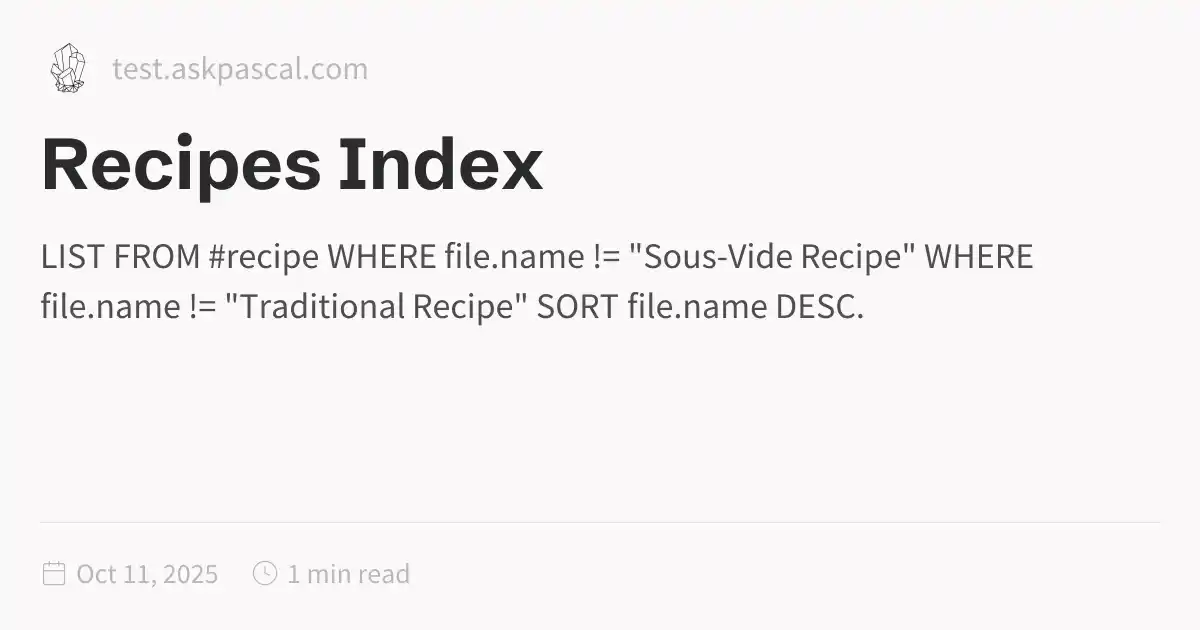 test.askpascal.com
Recipes Index
LIST FROM #recipe WHERE file.name != "Sous-Vide Recipe" WHERE
file.name != "Traditional Recipe" SORT file.name DESC.
Oct 11, 2025 1 min read